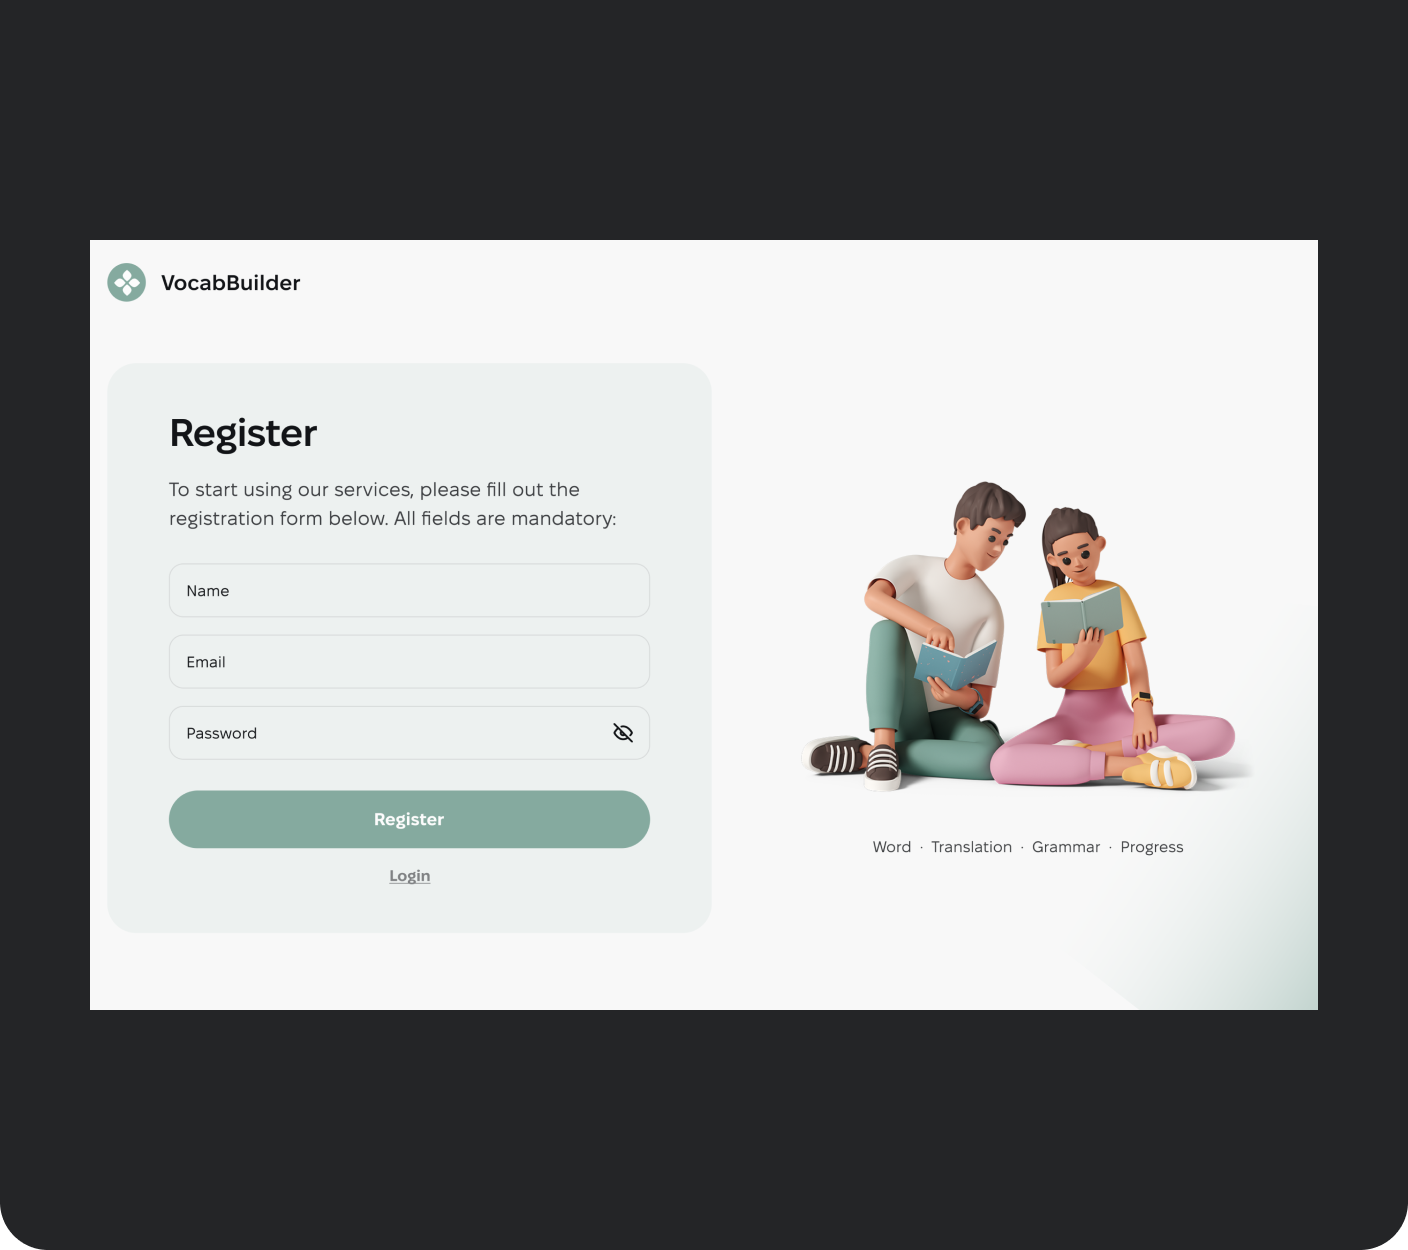 VocabBuilder
Register
To start using our services, please fill out the
registration form below. All fields are mandatory:
Name
Email
Password
Register
Login
Word · Translation · Grammar · Progress